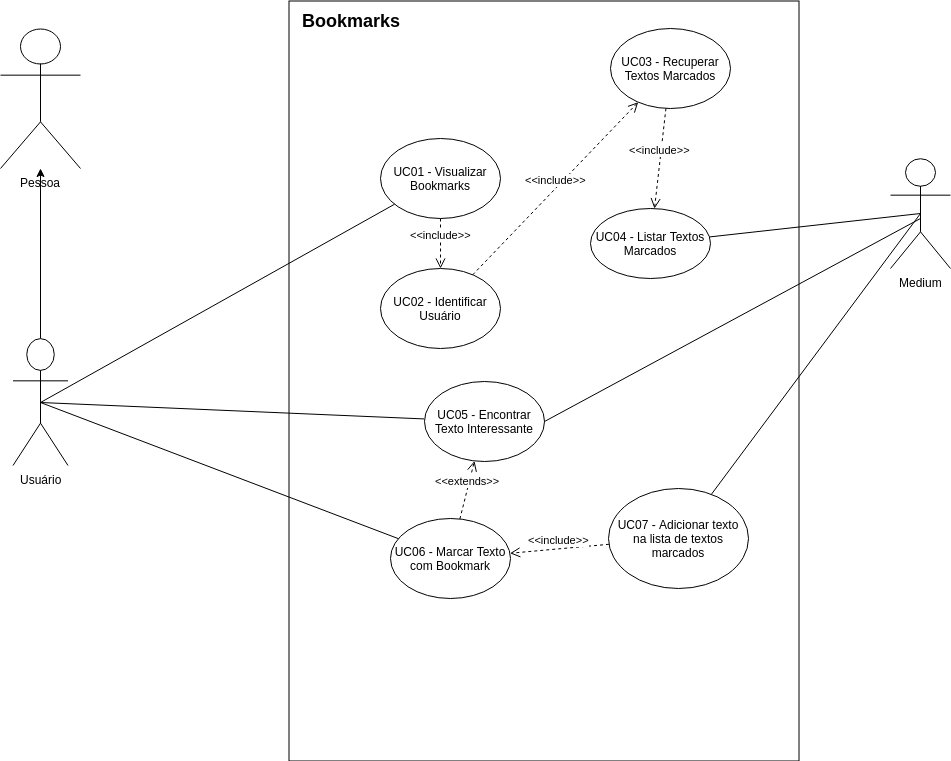 Bookmarks
UC03 - Recuperar
Textos Marcados
<<include>>
UC01 - Visualizar
Bookmarks
<<include>>
Pessoa
<<include>>
UC04 - Listar Textos
Marcados
Medium
UC02 - Identificar
Usuário
UC05 - Encontrar
Texto Interessante
Usuário
<<extends>>
UC07 - Adicionar texto
na lista de textos
marcados
<<include>>
UC06 - Marcar Texto
com Bookmark